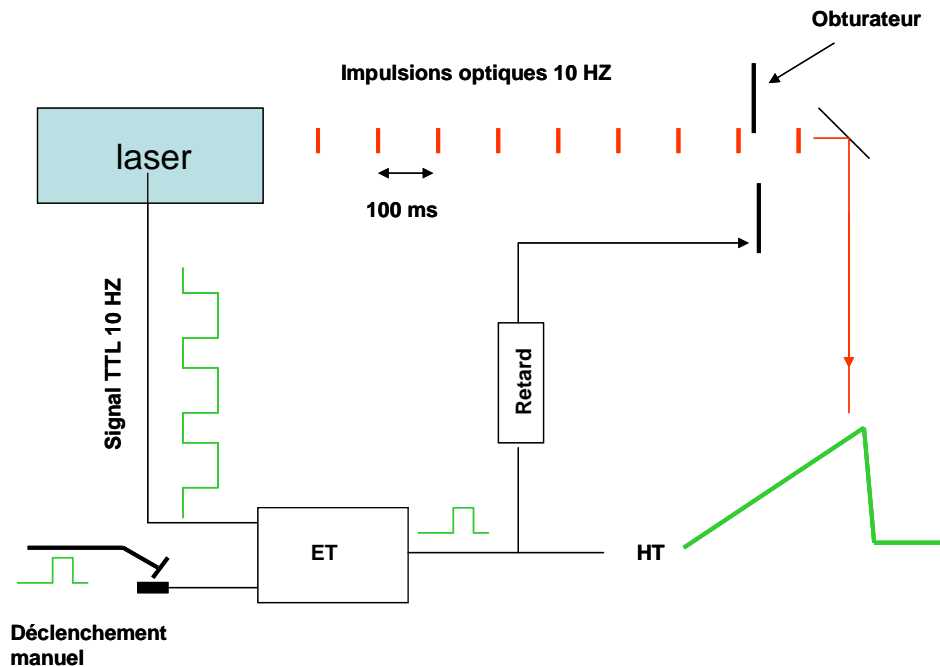 Obturateur
Impulsions optiques 10 HZ
laser
100 ms
Signal TTL 10 HZ
Retard
ET
HT
Déclenchement
manuel